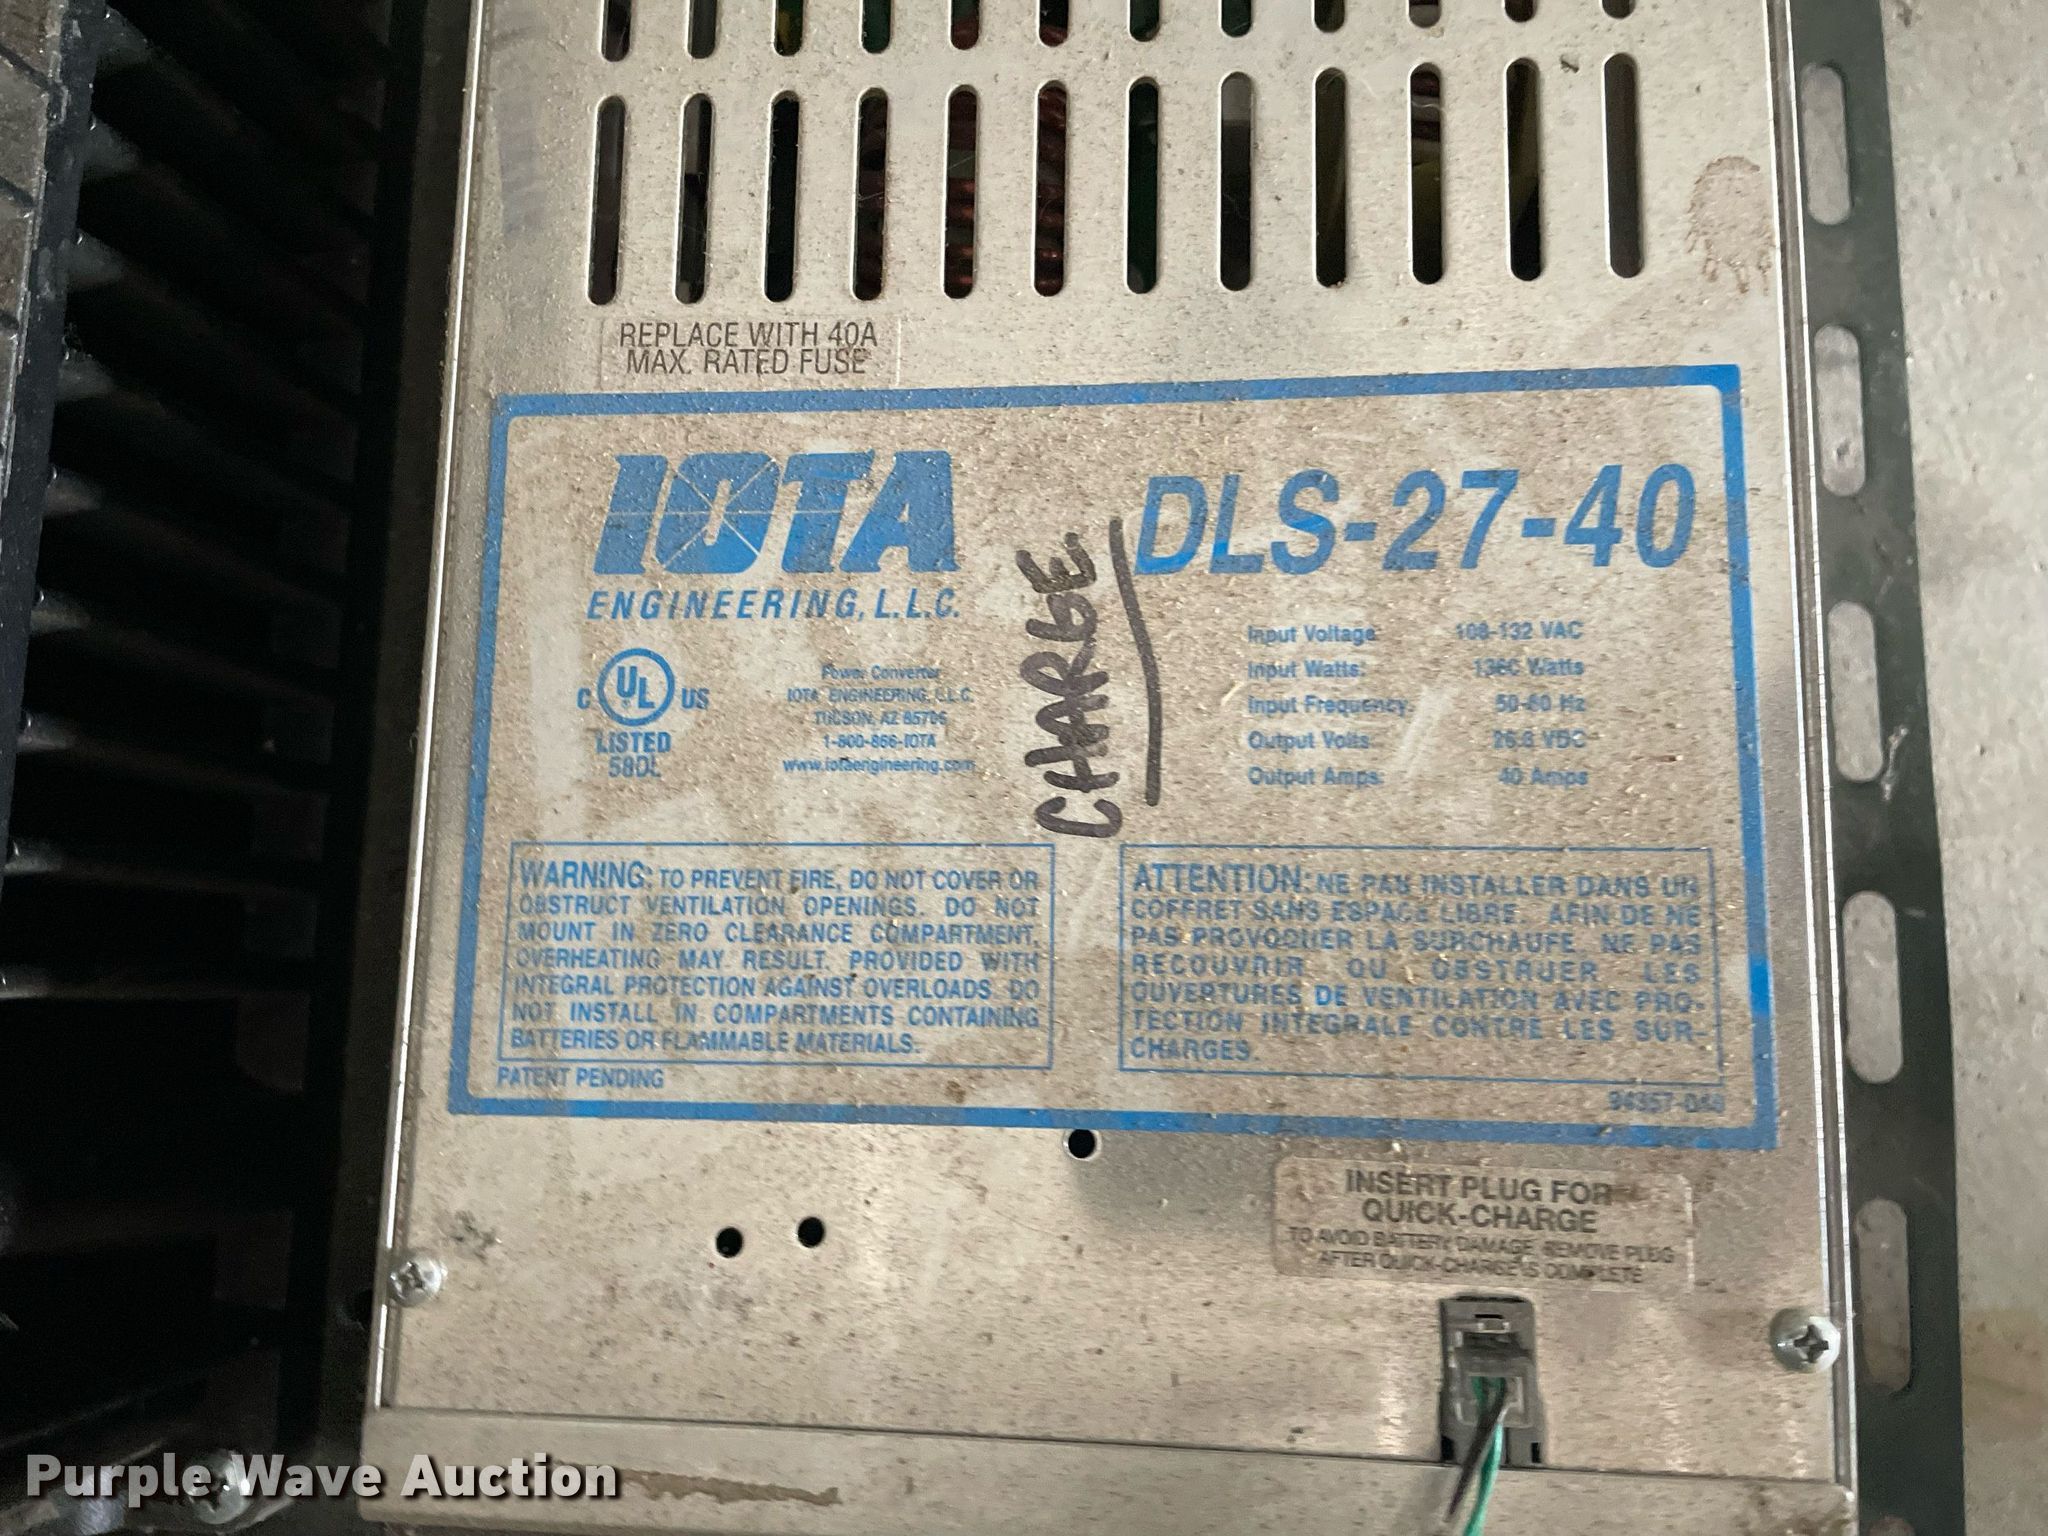 REPLACE WITH 40A
MAX. RATED FUSE
IOTA
ENGINEERING, L.L.C.
DLS-27-40
CHARGE
C UL US
LISTED
Power Converter
IOTA ENGINEERING, L.L.C.
TUCSON, AZ
1-800-866-IOTA
www.iotaengineering.com
Input Voltage: 108-132 VAC
Input Watts: 1360 Watts
Input Frequency: 50-60 Hz
Output Volts: VDC
Output Amps: 40 Amps
WARNING: TO PREVENT FIRE, DO NOT COVER OR
OBSTRUCT VENTILATION OPENINGS. DO NOT
MOUNT IN ZERO CLEARANCE COMPARTMENT,
OVERHEATING MAY RESULT. PROVIDED WITH
INTEGRAL PROTECTION AGAINST OVERLOADS. DO
NOT INSTALL IN COMPARTMENTS CONTAINING
BATTERIES OR FLAMMABLE MATERIALS.
PATENT PENDING
ATTENTION: NE PAS INSTALLER DANS UN
COFFRET SANS ESPACE LIBRE. AFIN DE NE
PAS PROVOQUER LA SURCHAUFE, NE PAS
RECOUVRIR OU OBSTRUER LES
OUVERTURES DE VENTILATION AVEC PRO-
TECTION INTEGRALE CONTRE LES SUR-
CHARGES.
INSERT PLUG FOR
QUICK-CHARGE
TO AVOID BATTERY DAMAGE, REMOVE PLUG
AFTER QUICK-CHARGE IS COMPLETE
Purple Wave Auction